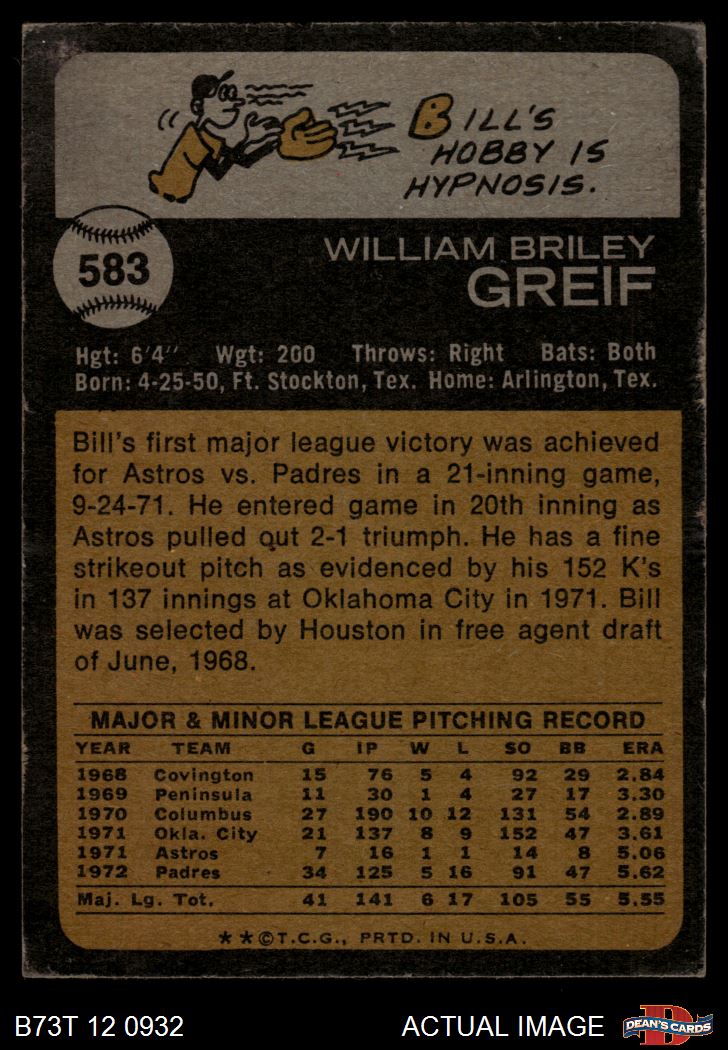 BILL'S
HOBBY IS
HYPNOSIS.
583
WILLIAM BRILEY
GREIF
Hgt: 6'4" Wgt: 200 Throws: Right Bats: Both
Born: 4-25-50, Ft. Stockton, Tex. Home: Arlington, Tex.
Bill's first major league victory was achieved
for Astros vs. Padres in a 21-inning game,
9-24-71. He entered game in 20th inning as
Astros pulled out 2-1 triumph. He has a fine
strikeout pitch as evidenced by his 152 K's
in 137 innings at Oklahoma City in 1971. Bill
was selected by Houston in free agent draft
of June, 1968.
MAJOR & MINOR LEAGUE PITCHING RECORD
YEAR TEAM G IP W L SO BB ERA
1968 Covington 15 76 5 4 92 29 2.84
1969 Peninsula 11 30 1 4 27 17 3.30
1970 Columbus 27 190 10 12 131 54 2.89
1971 Okla. City 21 137 8 9 152 47 3.61
1971 Astros 7 16 1 1 14 8 5.06
1972 Padres 34 125 5 16 91 47 5.62
Maj. Lg. Tot. 41 141 6 17 105 55 5.55
**©T.C.G., PRTD. IN U.S.A.
B73T 12 0932 ACTUAL IMAGE
D
DEAN'S CARDS